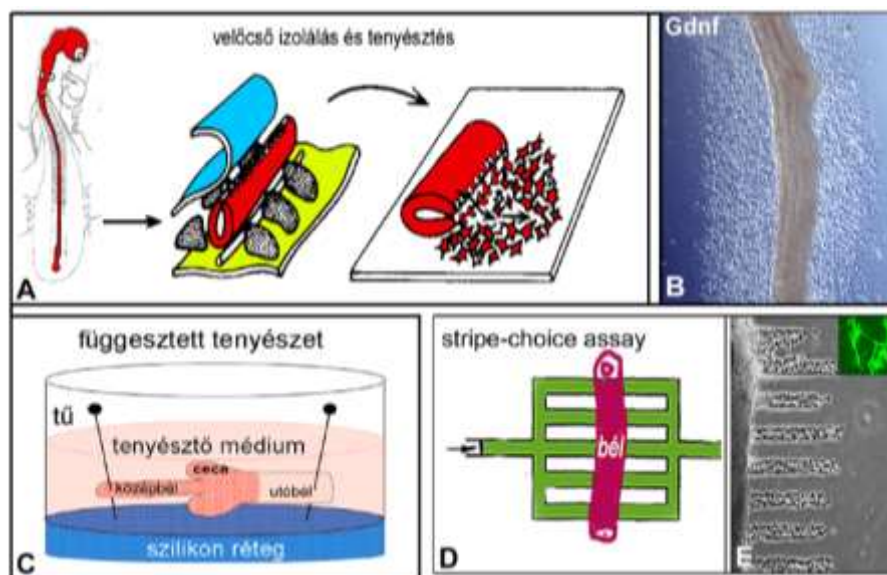 velőcső izolálás és tenyésztés
A
Gdnf
B
függesztett tenyészet
tű
tenyésztő médium
ceca
középbél
utóbél
szilikon réteg
C
stripe-choice assay
bél
D
E